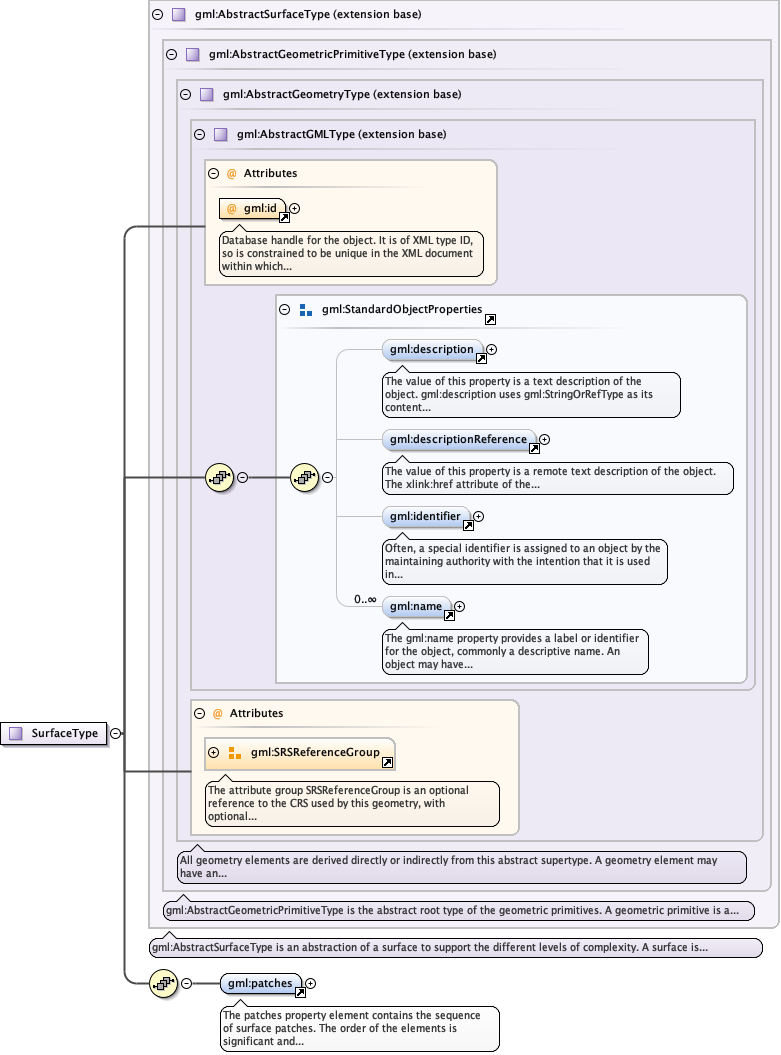 gml:AbstractSurfaceType (extension base)
gml:AbstractGeometricPrimitiveType (extension base)
gml:AbstractGeometryType (extension base)
gml:AbstractGMLType (extension base)
@ Attributes
@ gml:id
Database handle for the object. It is of XML type ID,
so is constrained to be unique in the XML document
within which...
gml:StandardObjectProperties
gml:description
The value of this property is a text description of the
object. gml:description uses gml:StringOrRefType as its
content...
gml:descriptionReference
The value of this property is a remote text description of the object.
The xlink:href attribute of the...
gml:identifier
Often, a special identifier is assigned to an object by the
maintaining authority with the intention that it is used
in...
0..∞
gml:name
The gml:name property provides a label or identifier
for the object, commonly a descriptive name. An
object may have...
@ Attributes
SurfaceType
gml:SRSReferenceGroup
The attribute group SRSReferenceGroup is an optional
reference to the CRS used by this geometry, with
optional...
All geometry elements are derived directly or indirectly from this abstract supertype. A geometry element may
have an...
gml:AbstractGeometricPrimitiveType is the abstract root type of the geometric primitives. A geometric primitive is a...
gml:AbstractSurfaceType is an abstraction of a surface to support the different levels of complexity. A surface is...
gml:patches
The patches property element contains the sequence
of surface patches. The order of the elements is
significant and...